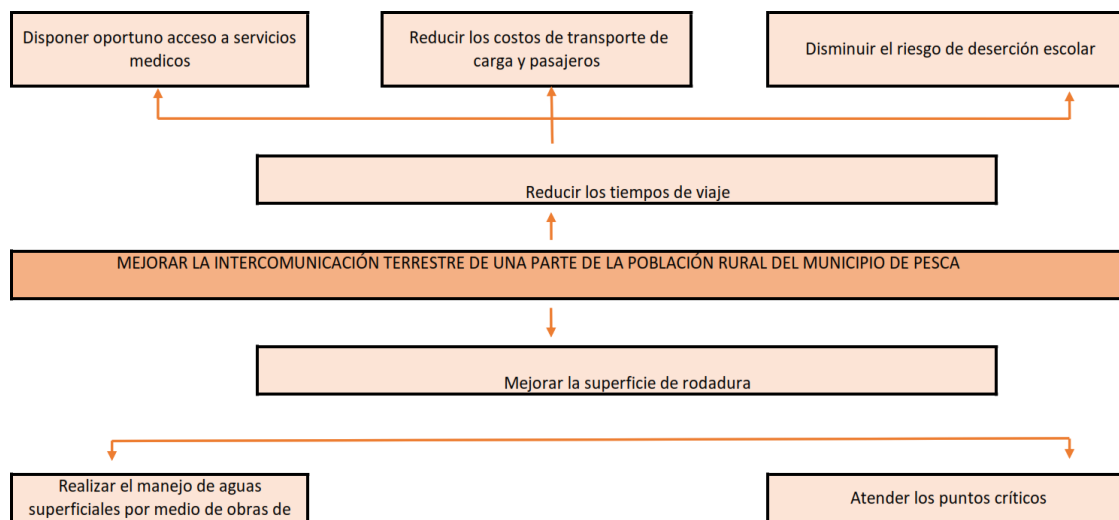 Disponer oportuno acceso a servicios
medicos
Reducir los costos de transporte de
carga y pasajeros
Disminuir el riesgo de deserción escolar
Reducir los tiempos de viaje
MEJORAR LA INTERCOMUNICACIÓN TERRESTRE DE UNA PARTE DE LA POBLACIÓN RURAL DEL MUNICIPIO DE PESCA
Mejorar la superficie de rodadura
Realizar el manejo de aguas
superficiales por medio de obras de
Atender los puntos críticos